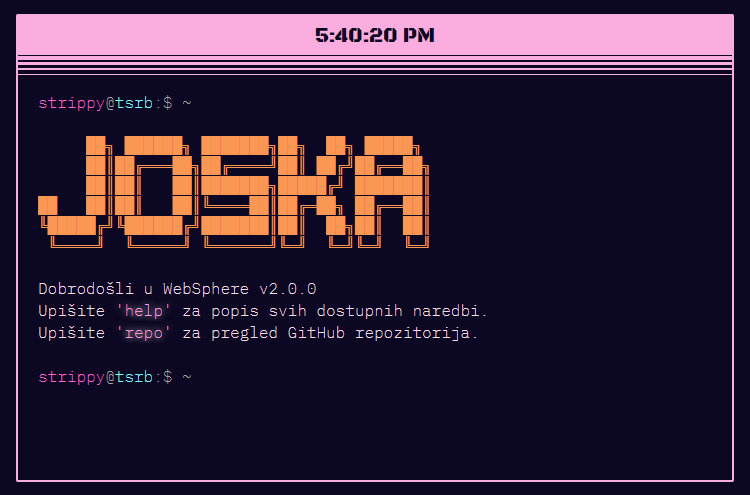 5:40:20 PM
strippy@tsrb:$ ~
JOSKA
Dobrodošli u WebSphere v2.0.0
Upišite 'help' za popis svih dostupnih naredbi.
Upišite 'repo' za pregled GitHub repozitorija.
strippy@tsrb:$ ~